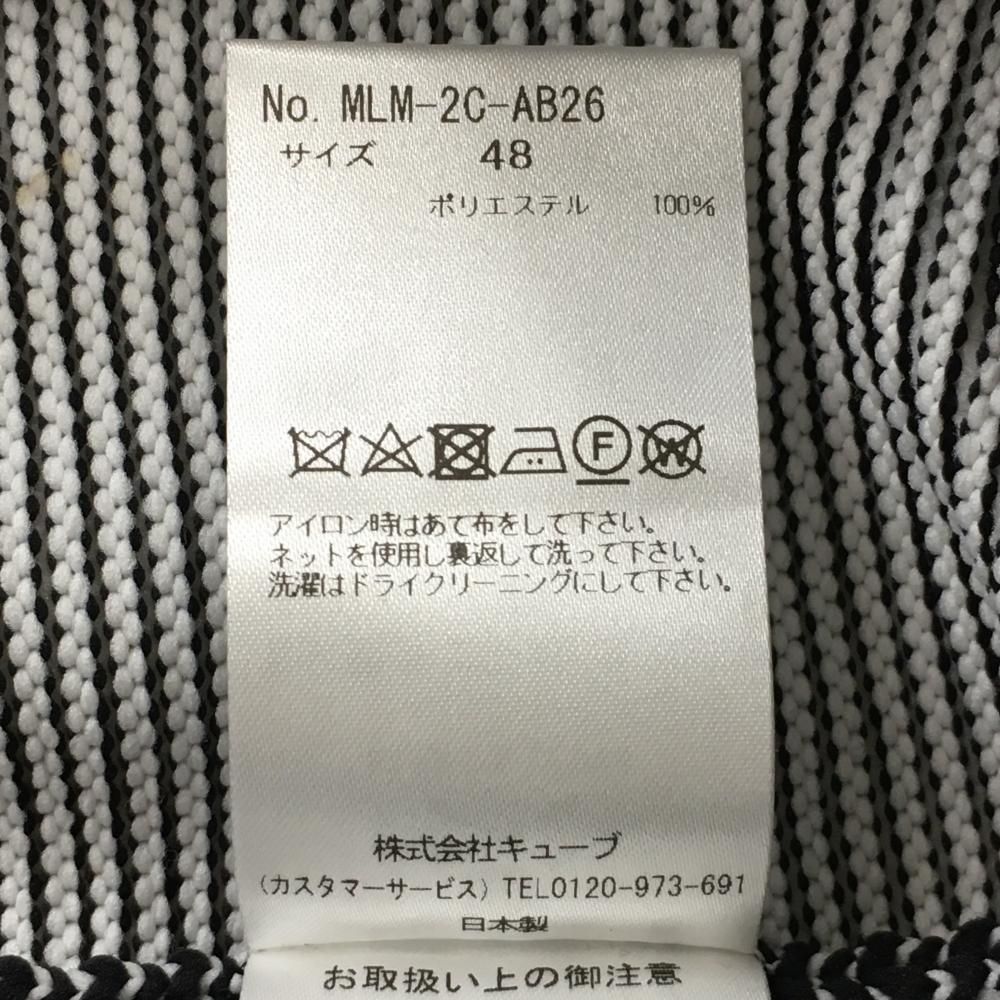 No. MLM-2C-AB26
サイズ 48
ポリエステル 100%
F W
アイロン時はあて布をして下さい。
ネットを使用し裏返して洗って下さい。
洗濯はドライクリーニングにして下さい。
株式会社キューブ
(カスタマーサービス) TEL0120-973-691
日本製
お取扱い上の御注意